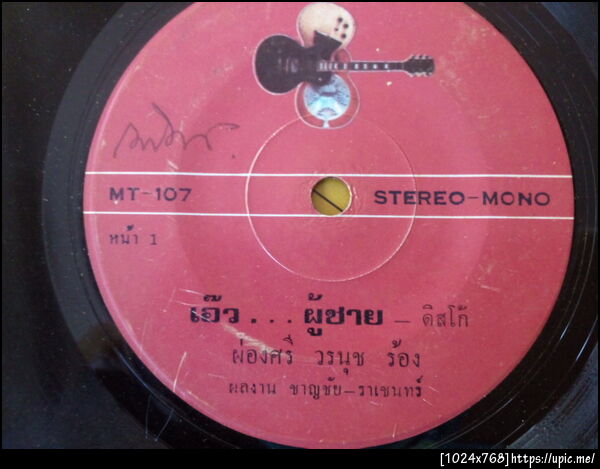 MT-107 STEREO-MONO
หน้า 1
เอ๊ว... ผู้ชาย – ดิสโก้
ผ่องศรี วรนุช ร้อง
ผลงาน ชาญชัย-ราเชนทร์
[1024x768]https://upic.me/